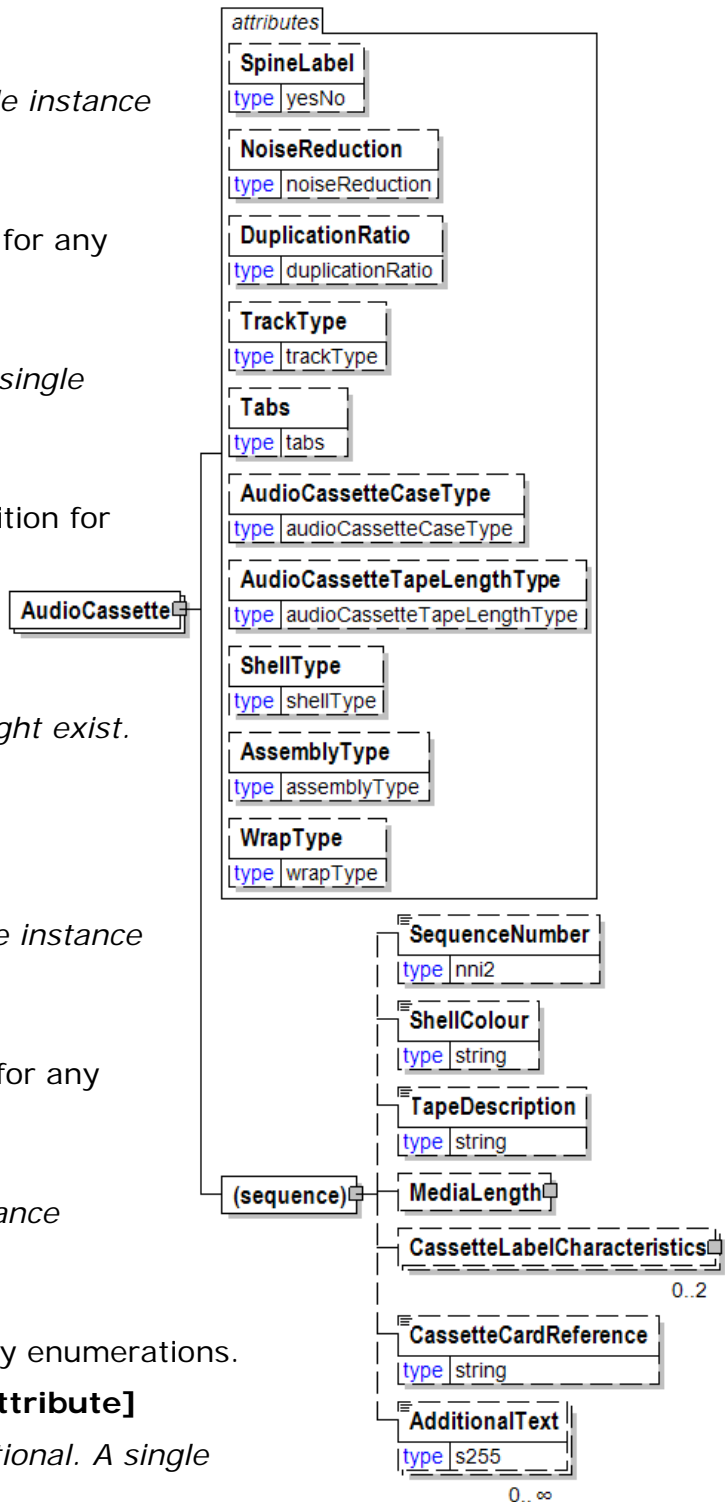 attributes
SpineLabel
type yesNo
le instance
NoiseReduction
type noiseReduction
for any
DuplicationRatio
type duplicationRatio
TrackType
type trackType
single
Tabs
type tabs
AudioCassetteCaseType
type audioCassetteCaseType
ition for
AudioCassetteTapeLengthType
type audioCassetteTapeLengthType
AudioCassette
ShellType
type shellType
ght exist.
AssemblyType
type assemblyType
WrapType
type wrapType
e instance
SequenceNumber
type nni2
ShellColour
type string
for any
TapeDescription
type string
(sequence)
MediaLength
ance
CassetteLabelCharacteristics
0..2
CassetteCardReference
y enumerations.
type string
ttribute]
AdditionalText
type s255
tional. A single
0..∞